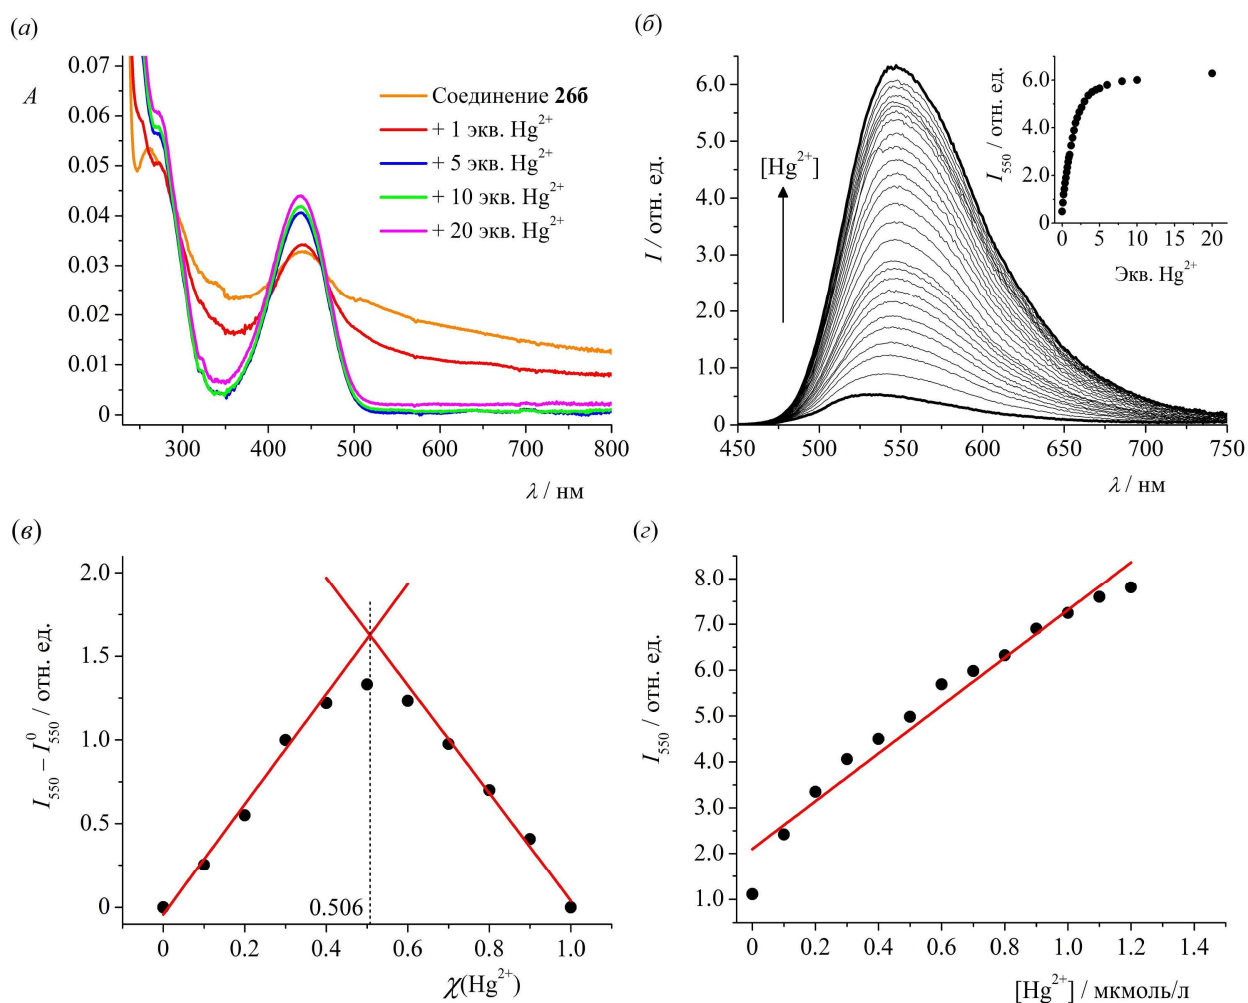 (а)
0.07
0.06
0.05
0.04
0.03
0.02
0.01
0
A
Соединение 26б
+ 1 экв. Hg²⁺
+ 5 экв. Hg²⁺
+ 10 экв. Hg²⁺
+ 20 экв. Hg²⁺
300 400 500 600 700 800
λ / нм
(б)
6.0
5.0
4.0
3.0
2.0
1.0
0
I / отн. ед.
[Hg²⁺]
450 500 550 600 650 700 750
λ / нм
6.0
4.0
2.0
0
I₅₅₀ / отн. ед.
0 5 10 15 20
Экв. Hg²⁺
(в)
2.0
1.5
1.0
0.5
0
I₅₅₀ – I⁰₅₅₀ / отн. ед.
0.506
0 0.2 0.4 0.6 0.8 1.0
χ(Hg²⁺)
(г)
8.0
7.0
6.0
5.0
4.0
3.0
2.0
1.0
I₅₅₀ / отн. ед.
0 0.2 0.4 0.6 0.8 1.0 1.2 1.4
[Hg²⁺] / мкмоль/л